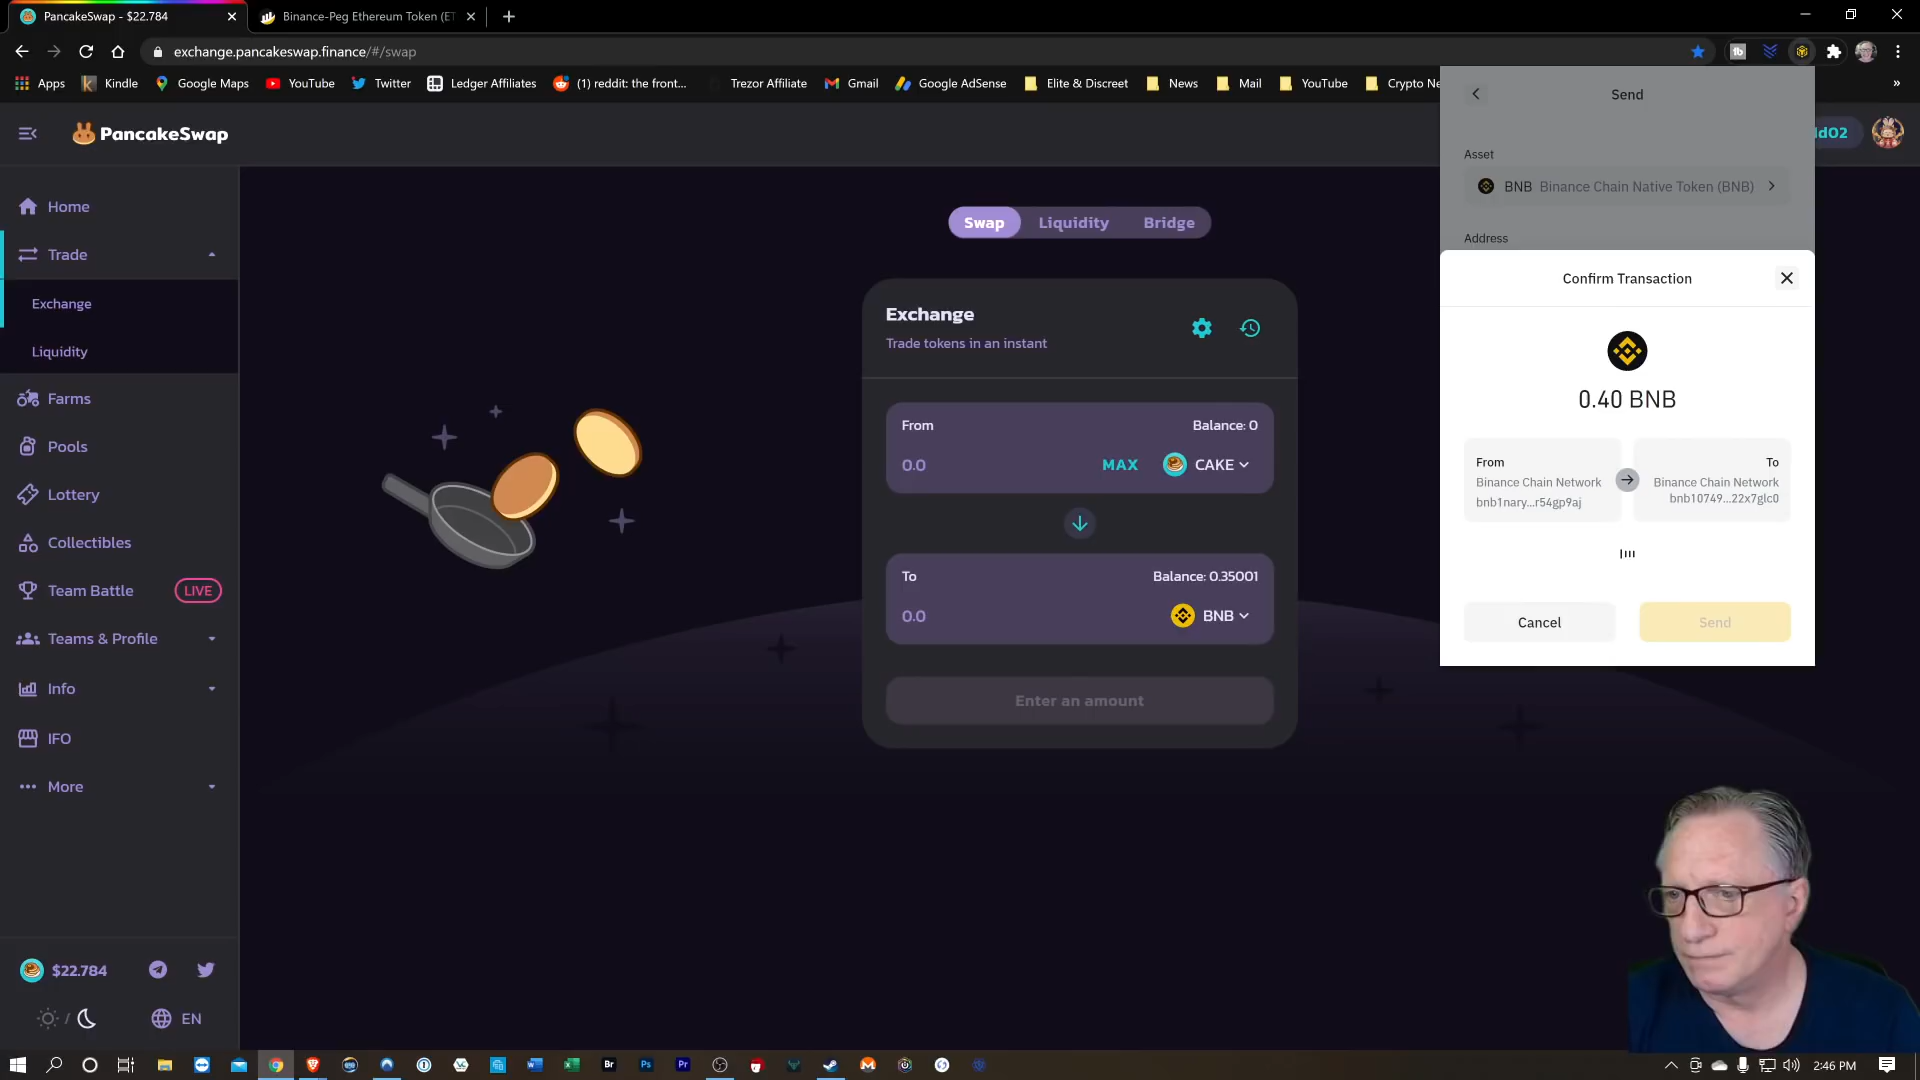 PancakeSwap - $22.784
Binance-Peg Ethereum Token (ET
exchange.pancakeswap.finance/#/swap
Apps
Kindle
Google Maps
YouTube
Twitter
Ledger Affiliates
(1) reddit: the front...
Trezor Affiliate
Gmail
Google AdSense
Elite & Discreet
News
Mail
YouTube
Crypto Ne
»
PancakeSwap
dO2
Home
Trade
Exchange
Liquidity
Farms
Pools
Lottery
Collectibles
Team Battle LIVE
Teams & Profile
Info
IFO
More
$22.784
/
EN
Swap
Liquidity
Bridge
Exchange
Trade tokens in an instant
From
Balance: 0
0.0
MAX
CAKE
To
Balance: 0.35001
0.0
BNB
Enter an amount
Send
Asset
BNB Binance Chain Native Token (BNB)
Address
Confirm Transaction
0.40 BNB
From
Binance Chain Network
bnb1nary...r54gp9aj
To
Binance Chain Network
bnb10749...22x7glc0
Cancel
Send
Br
Ps
Pr
2:46 PM